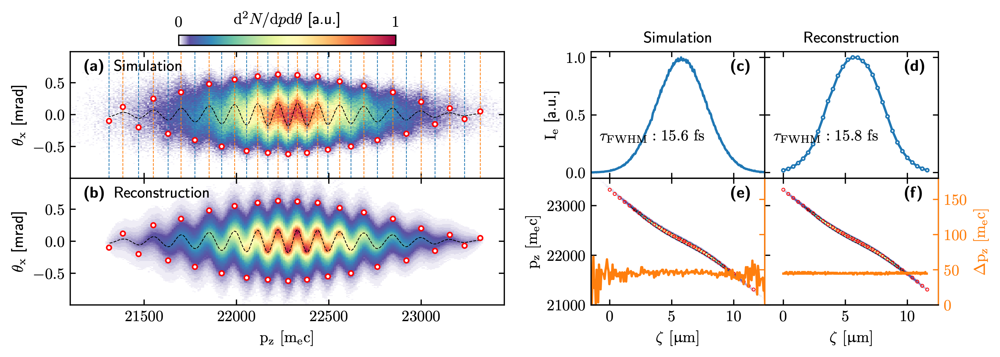 0 d²N/dpdθ [a.u.] 1
Simulation Reconstruction
(a) Simulation
θx [mrad]
0.5
0.0
−0.5
(b) Reconstruction
θx [mrad]
0.5
0.0
−0.5
21500 22000 22500 23000
pz [mec]
(c)
Ie [a.u.]
1.0
0.5
0.0
τFWHM : 15.6 fs
(d)
τFWHM : 15.8 fs
(e)
pz [mec]
23000
22000
21000
0 5 10
ζ [μm]
(f)
150
100
50
0
Δpz [mec]
0 5 10
ζ [μm]